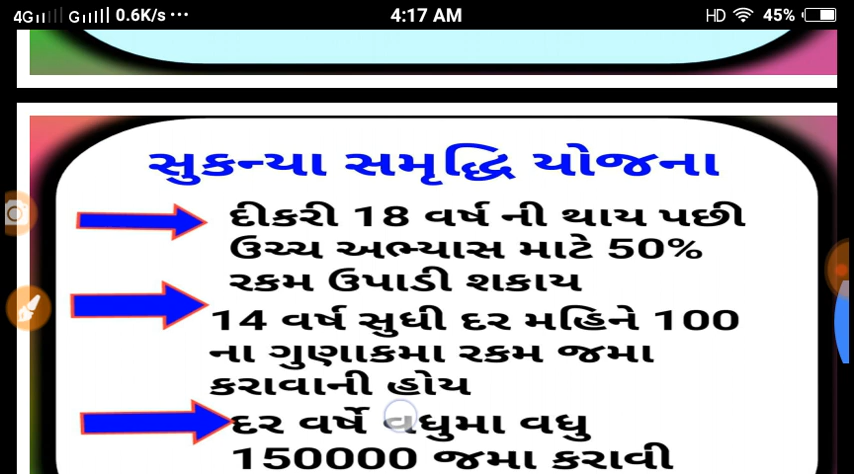 4G G 0.6K/s ... 4:17 AM HD 45%
સુકન્યા સમૃદ્ધિ યોજના
દીકરી 18 વર્ષ ની થાય પછી
ઉચ્ચ અભ્યાસ માટે 50%
રકમ ઉપાડી શકાય
14 વર્ષ સુધી દર મહિને 100
ના ગુણાકમા રકમ જમા
કરાવાની હોય
દર વર્ષે વધુમા વધુ
150000 જમા કરાવી